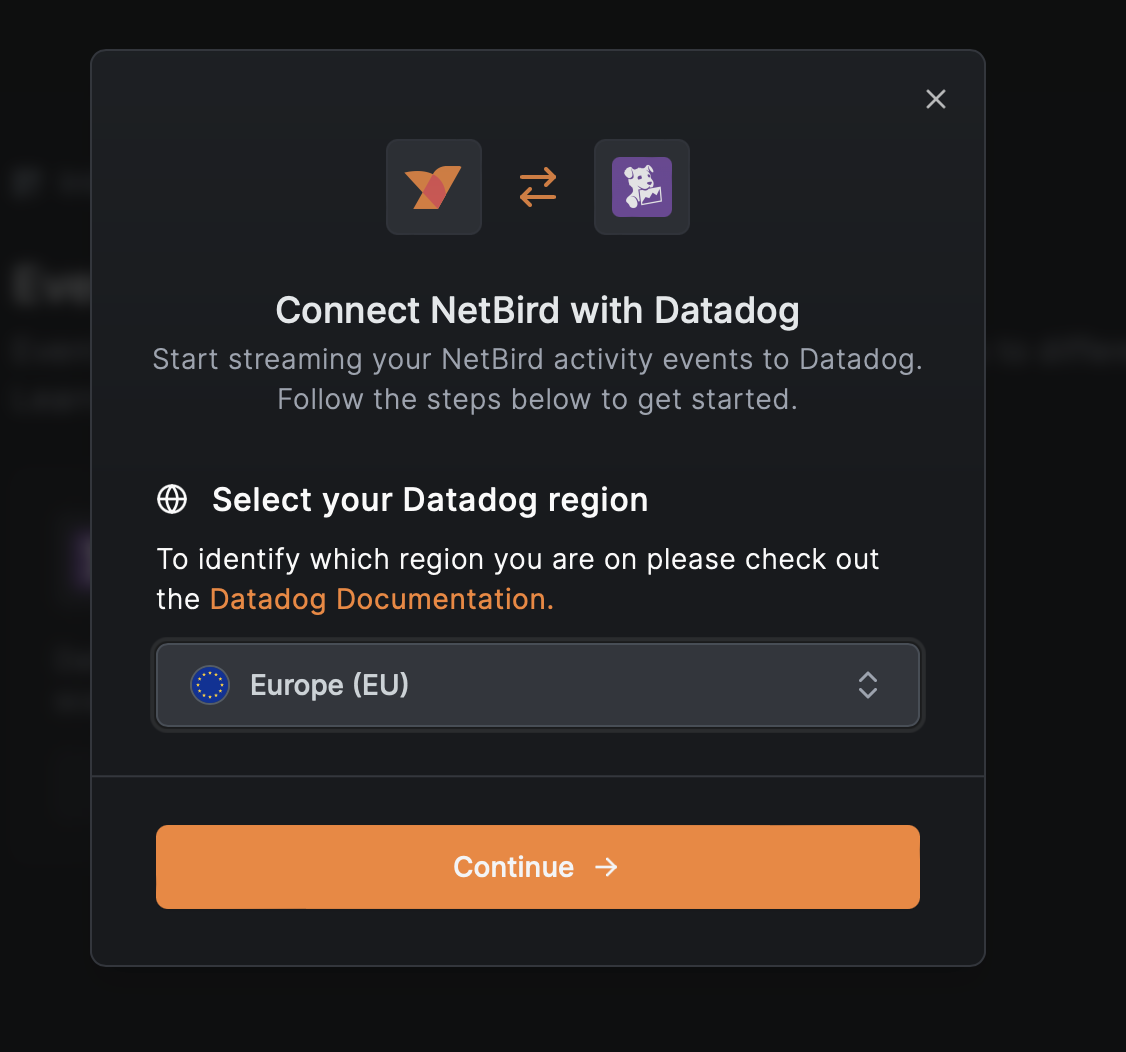 Connect NetBird with Datadog
Start streaming your NetBird activity events to Datadog.
Follow the steps below to get started.
Select your Datadog region
To identify which region you are on please check out
the Datadog Documentation.
Europe (EU)
Continue